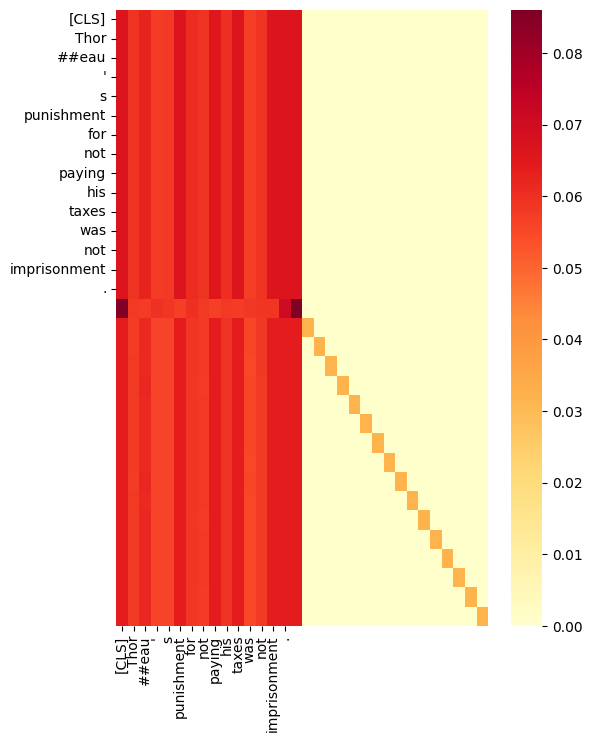 [CLS]
Thor
##eau
'
s
punishment
for
not
paying
his
taxes
was
not
imprisonment
.
0.08
0.07
0.06
0.05
0.04
0.03
0.02
0.01
0.00
[CLS]
Thor
##eau
'
s
punishment
for
not
paying
his
taxes
was
not
imprisonment
.